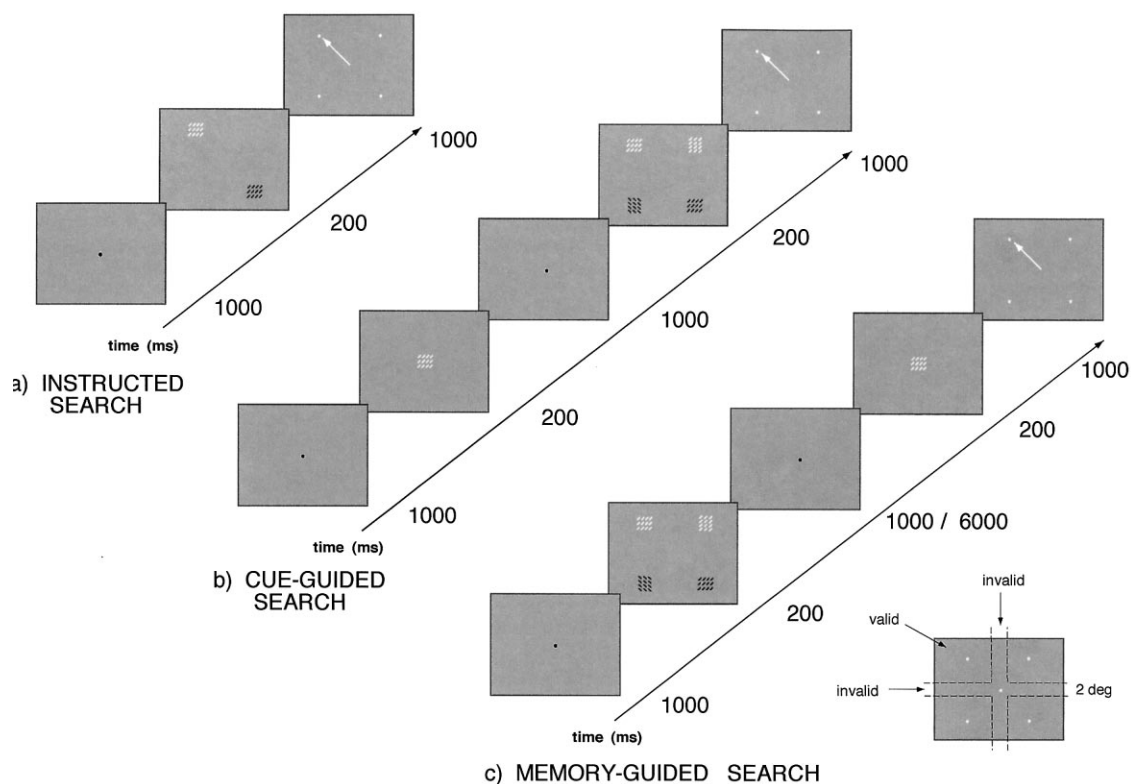 1000
200
1000
time (ms)
a) INSTRUCTED
SEARCH
1000
200
1000
200
1000
time (ms)
b) CUE-GUIDED
SEARCH
1000
200
1000 / 6000
200
1000
time (ms)
c) MEMORY-GUIDED SEARCH
invalid
valid
invalid
2 deg